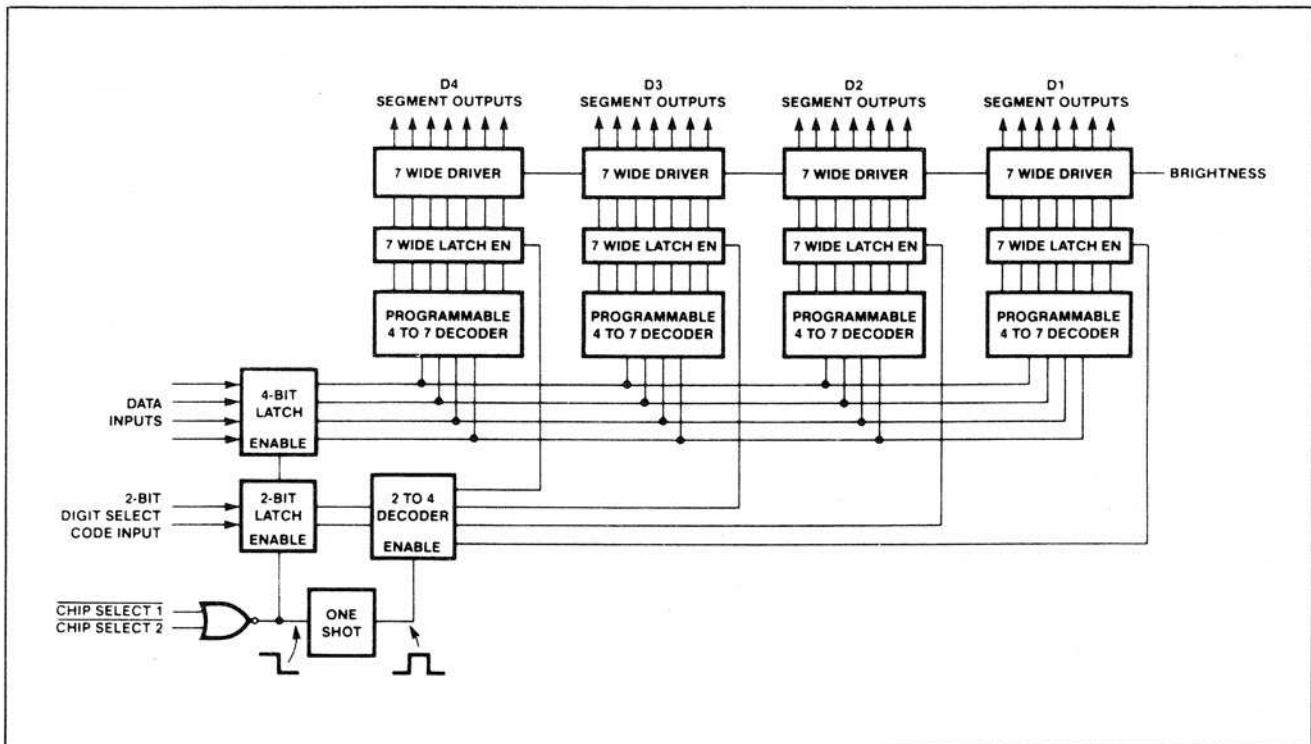 D4
SEGMENT OUTPUTS
D3
SEGMENT OUTPUTS
D2
SEGMENT OUTPUTS
D1
SEGMENT OUTPUTS
7 WIDE DRIVER
7 WIDE DRIVER
7 WIDE DRIVER
7 WIDE DRIVER
BRIGHTNESS
7 WIDE LATCH EN
7 WIDE LATCH EN
7 WIDE LATCH EN
7 WIDE LATCH EN
PROGRAMMABLE
4 TO 7 DECODER
PROGRAMMABLE
4 TO 7 DECODER
PROGRAMMABLE
4 TO 7 DECODER
PROGRAMMABLE
4 TO 7 DECODER
DATA
INPUTS
4-BIT
LATCH
ENABLE
2-BIT
DIGIT SELECT
CODE INPUT
2-BIT
LATCH
ENABLE
2 TO 4
DECODER
ENABLE
CHIP SELECT 1
CHIP SELECT 2
ONE
SHOT